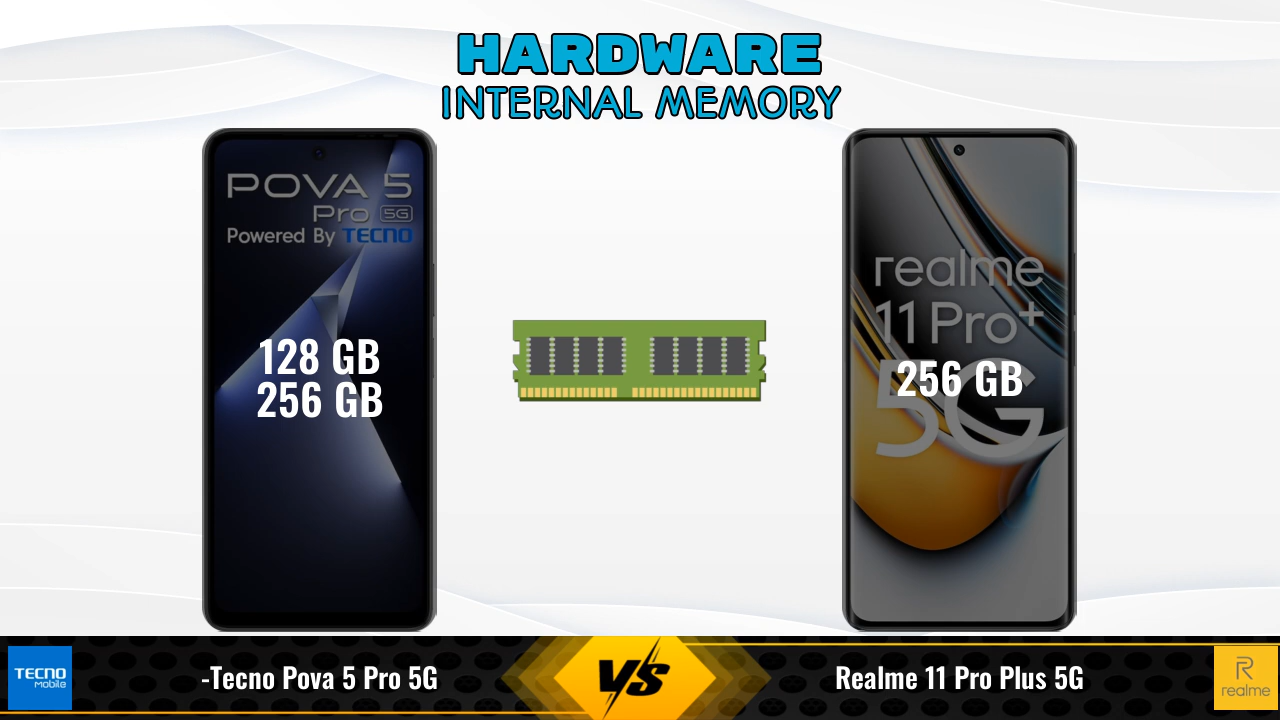 HARDWARE
INTERNAL MEMORY
POVA 5
Pro 5G
Powered By TECNO
128 GB
256 GB
realme
11 Pro+
5G
256 GB
TECNO
mobile
-Tecno Pova 5 Pro 5G
VS
Realme 11 Pro Plus 5G
R
realme